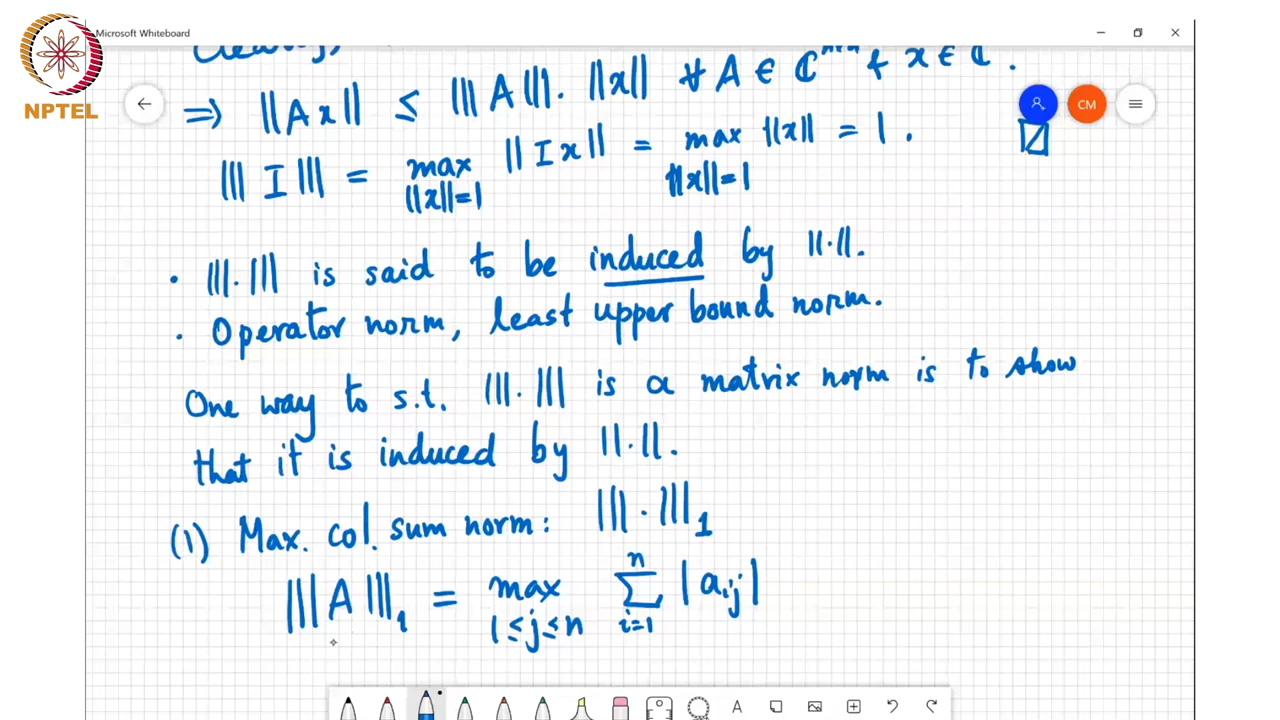 Microsoft Whiteboard
NPTEL
Clearly,
⇒ ||Ax|| ≤ |||A|||. ||x|| ∀ A ∈ ℂⁿˣⁿ & x ∈ ℂ .
CM
||| I ||| = max ||x||=1 || I x || = max ||x||=1 ||x|| = 1 .
• |||·||| is said to be induced by ||·||.
• Operator norm, least upper bound norm.
One way to s.t. |||·||| is a matrix norm is to show
that it is induced by ||·||.
(1) Max. col. sum norm: |||·|||₁
|||A|||₁ = max 1≤j≤n ∑ i=1 n |aᵢⱼ|
A